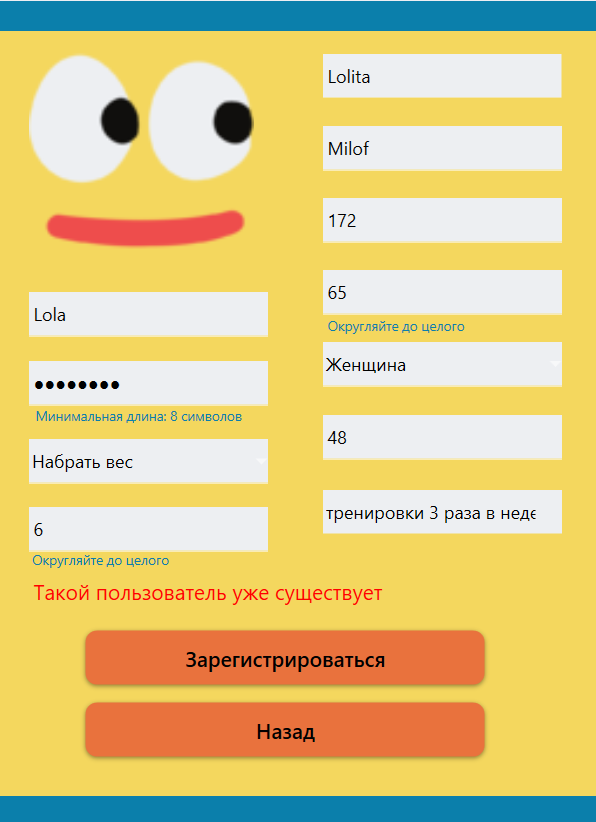 Lolita
Milof
172
65
Округляйте до целого
Женщина
48
тренировки 3 раза в неде
Lola
••••••••
Минимальная длина: 8 символов
Набрать вес
6
Округляйте до целого
Такой пользователь уже существует
Зарегистрироваться
Назад